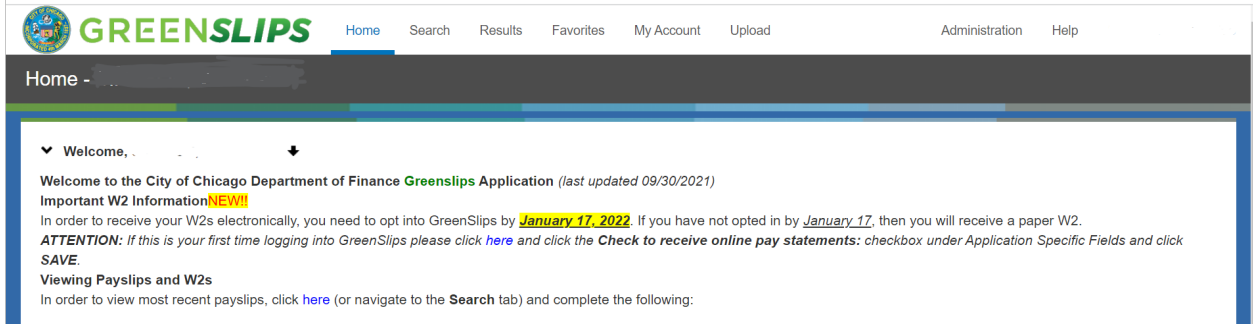 GREENSLIPS Home Search Results Favorites My Account Upload Administration Help
Home -
Welcome,
Welcome to the City of Chicago Department of Finance Greenslips Application (last updated 09/30/2021)
Important W2 InformationNEW!!
In order to receive your W2s electronically, you need to opt into GreenSlips by January 17, 2022. If you have not opted in by January 17, then you will receive a paper W2.
ATTENTION: If this is your first time logging into GreenSlips please click here and click the Check to receive online pay statements: checkbox under Application Specific Fields and click
SAVE.
Viewing Payslips and W2s
In order to view most recent payslips, click here (or navigate to the Search tab) and complete the following: